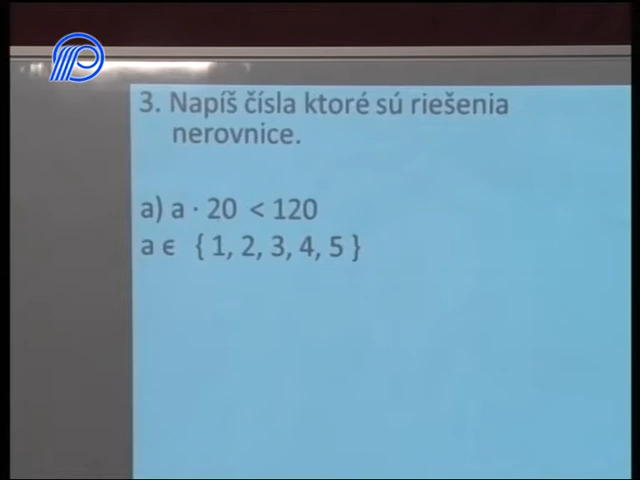 3. Napíš čísla ktoré sú riešenia
nerovnice.
a) a · 20 < 120
a є { 1, 2, 3, 4, 5 }